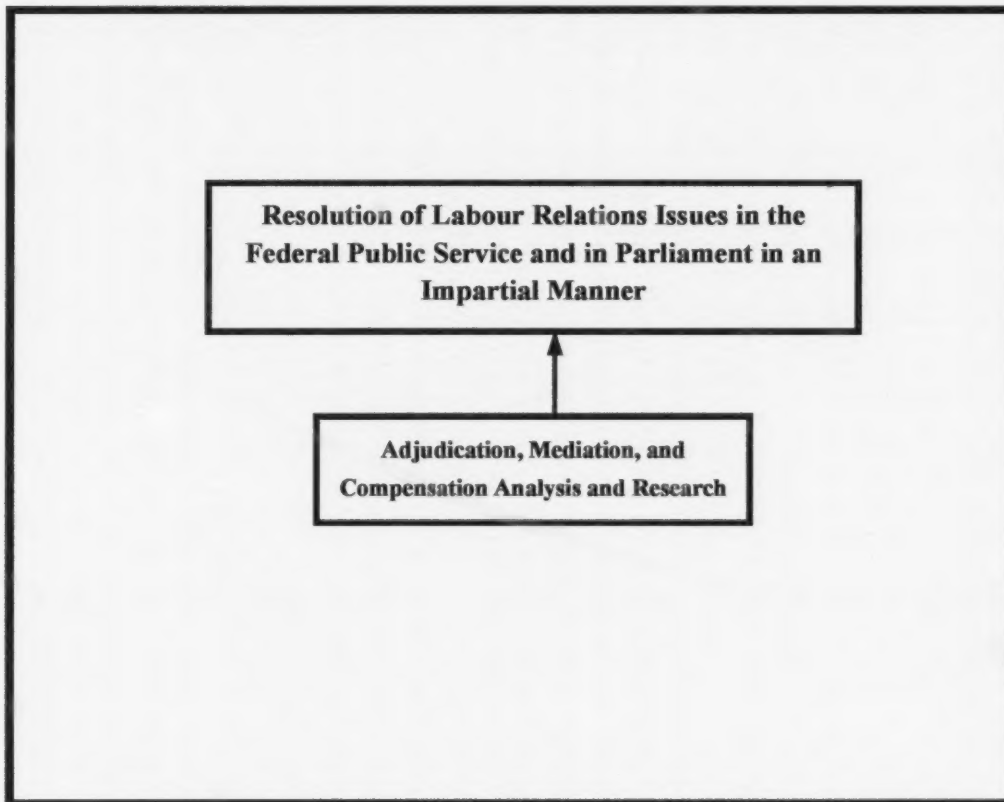 Resolution of Labour Relations Issues in the
Federal Public Service and in Parliament in an
Impartial Manner
Adjudication, Mediation, and
Compensation Analysis and Research